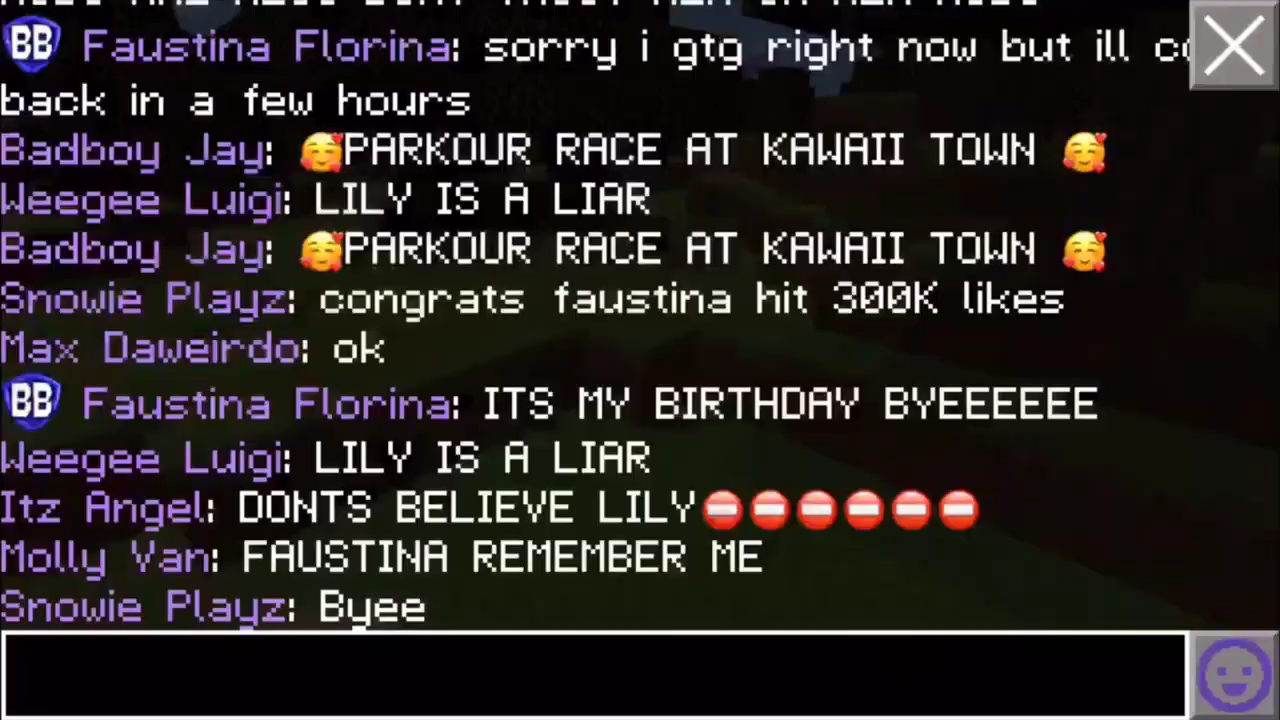 BB Faustina Florina: sorry i gtg right now but ill
back in a few hours
Badboy Jay: 🥰PARKOUR RACE AT KAWAII TOWN 🥰
Weegee Luigi: LILY IS A LIAR
Badboy Jay: 🥰PARKOUR RACE AT KAWAII TOWN 🥰
Snowie Playz: congrats faustina hit 300K likes
Max Daweirdo: ok
BB Faustina Florina: ITS MY BIRTHDAY BYEEEEEE
Weegee Luigi: LILY IS A LIAR
Itz Angel: DONTS BELIEVE LILY⛔⛔⛔⛔⛔⛔
Molly Van: FAUSTINA REMEMBER ME
Snowie Playz: Byee